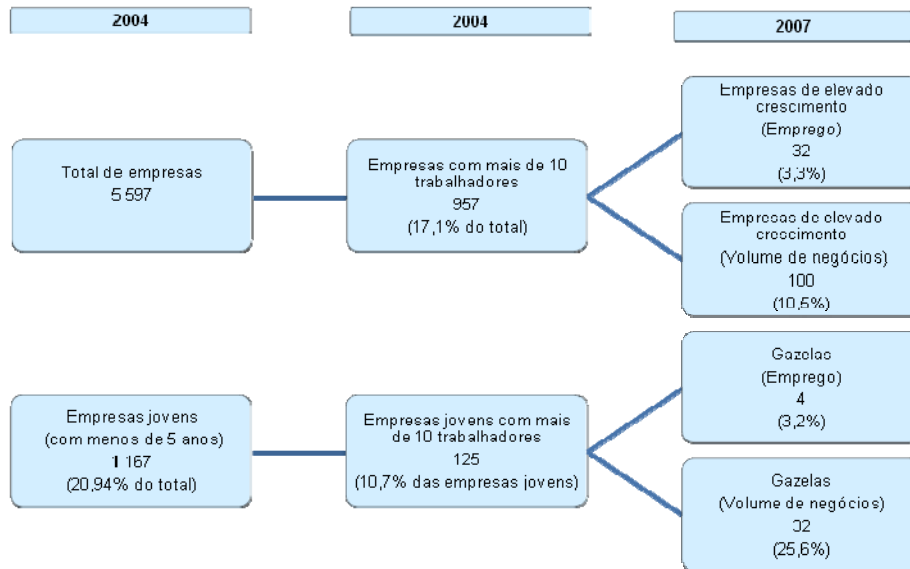 2004
2004
2007
Total de empresas
5 597
Empresas com mais de 10
trabalhadores
957
(17,1% do total)
Empresas de elevado
crescimento
(Emprego)
32
(3,3%)
Empresas de elevado
crescimento
(Volume de negócios)
100
(10,5%)
Empresas jovens
(com menos de 5 anos)
1 167
(20,94% do total)
Empresas jovens com mais
de 10 trabalhadores
125
(10,7% das empresas jovens)
Gazelas
(Emprego)
4
(3,2%)
Gazelas
(Volume de negócios)
32
(25,6%)